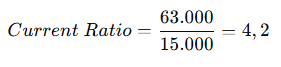 Current Ratio = 63.000 / 15.000 = 4, 2